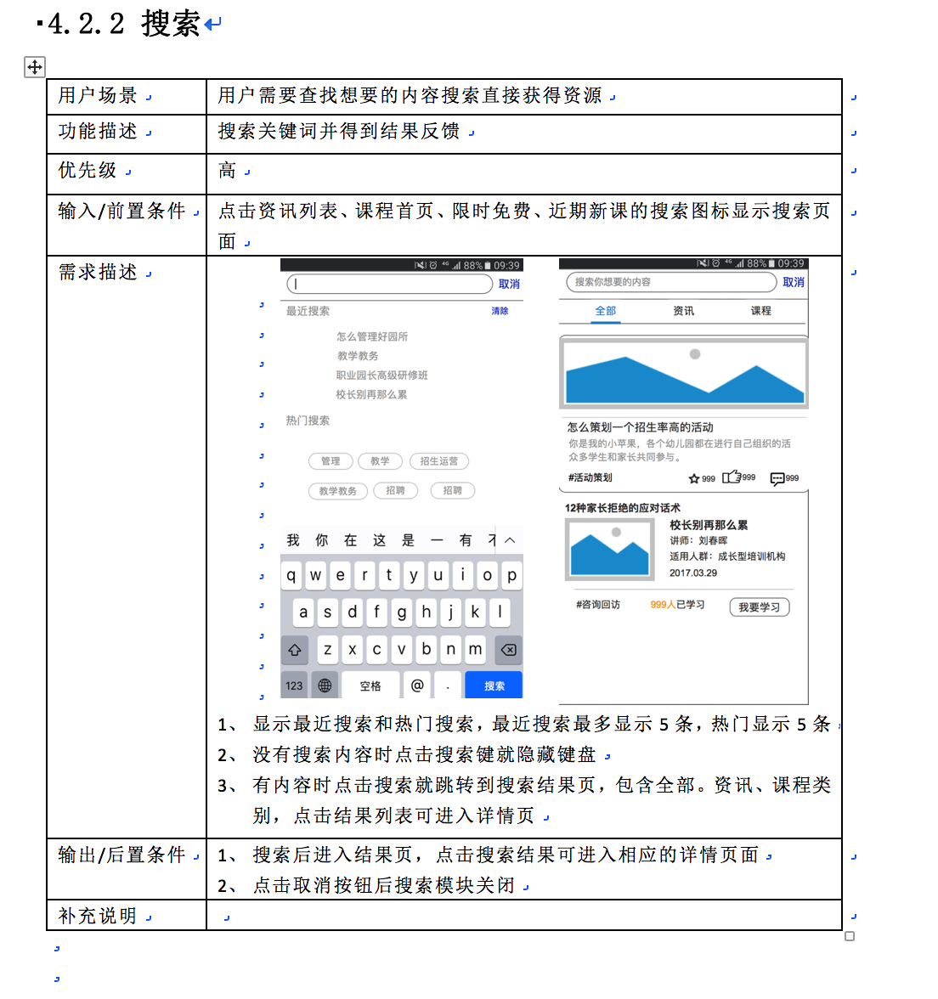 4.2.2 搜索
用户场景
用户需要查找想要的内容搜索直接获得资源
功能描述
搜索关键词并得到结果反馈
优先级
高
输入/前置条件
点击资讯列表、课程首页、限时免费、近期新课的搜索图标显示搜索页
面
需求描述
4G 88% 09:39
取消
最近搜索
清除
怎么管理好园所
教学教务
职业园长高级研修班
校长别再那么累
热门搜索
管理 教学 招生运营
教学教务 招聘 招聘
我 你 在 这 是 一 有 不
q w e r t y u i o p
a s d f g h j k l
z x c v b n m
123 空格 @ . 搜索
4G 88% 09:39
搜索你想要的内容 取消
全部 资讯 课程
怎么策划一个招生率高的活动
你是我的小苹果，各个幼儿园都在进行自己组织的活
众多学生和家长共同参与。
#活动策划 999 999 999
12种家长拒绝的应对话术
校长别再那么累
讲师：刘春晖
适用人群：成长型培训机构
2017.03.29
#咨询回访 999人已学习 我要学习
1、 显示最近搜索和热门搜索，最近搜索最多显示 5 条，热门显示 5 条
2、 没有搜索内容时点击搜索键就隐藏键盘
3、 有内容时点击搜索就跳转到搜索结果页，包含全部。资讯、课程类
别，点击结果列表可进入详情页
输出/后置条件
1、 搜索后进入结果页，点击搜索结果可进入相应的详情页面
2、 点击取消按钮后搜索模块关闭
补充说明